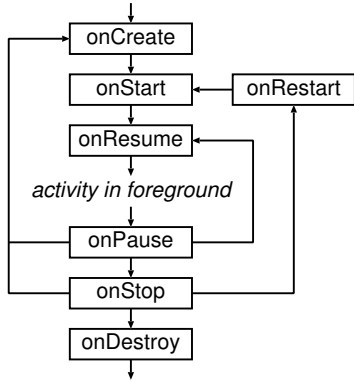 onCreate
onStart
onRestart
onResume
activity in foreground
onPause
onStop
onDestroy